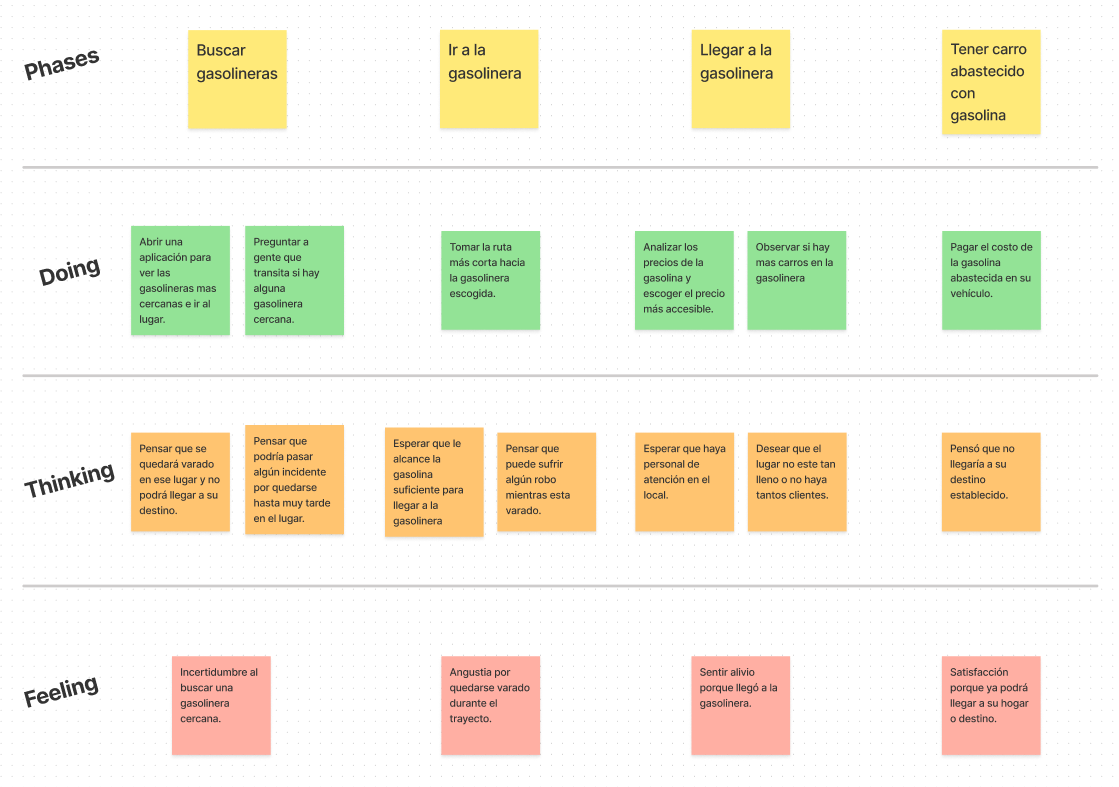 Phases
Buscar
gasolineras
Ir a la
gasolinera
Llegar a la
gasolinera
Tener carro
abastecido
con
gasolina
Doing
Abrir una
aplicación para
ver las
gasolineras mas
cercanas e ir al
lugar.
Preguntar a
gente que
transita si hay
alguna
gasolinera
cercana.
Tomar la ruta
más corta hacia
la gasolinera
escogida.
Analizar los
precios de la
gasolina y
escoger el precio
más accesible.
Observar si hay
mas carros en la
gasolinera
Pagar el costo de
la gasolina
abastecida en su
vehículo.
Thinking
Pensar que se
quedará varado
en ese lugar y no
podrá llegar a su
destino.
Pensar que
podría pasar
algún incidente
por quedarse
hasta muy tarde
en el lugar.
Esperar que le
alcance la
gasolina
suficiente para
llegar a la
gasolinera
Pensar que
puede sufrir
algún robo
mientras esta
varado.
Esperar que haya
personal de
atención en el
local.
Desear que el
lugar no este tan
lleno o no haya
tantos clientes.
Pensó que no
llegaría a su
destino
establecido.
Feeling
Incertidumbre al
buscar una
gasolinera
cercana.
Angustia por
quedarse varado
durante el
trayecto.
Sentir alivio
porque llegó a la
gasolinera.
Satisfacción
porque ya podrá
llegar a su hogar
o destino.